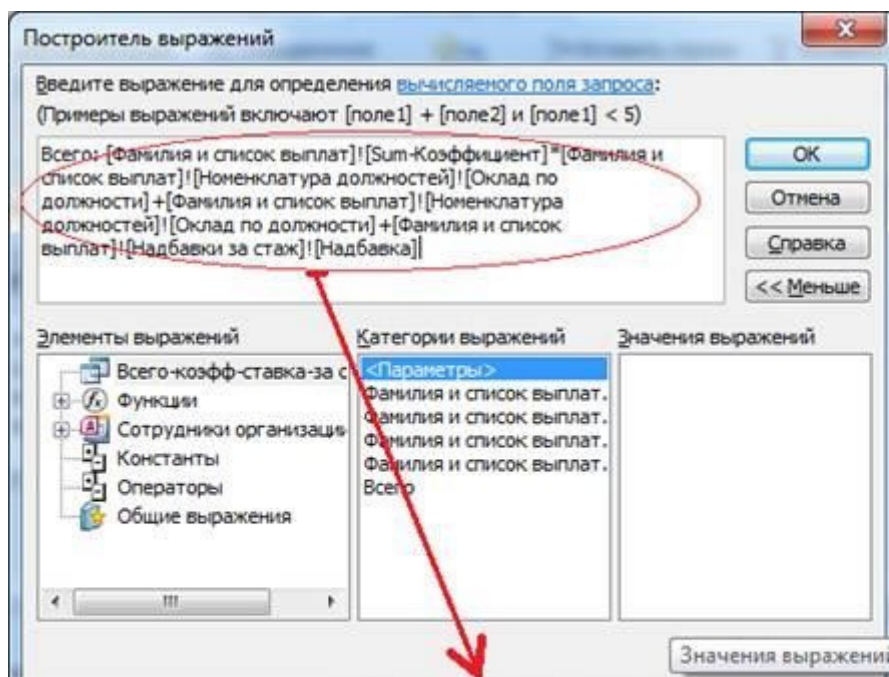 Построитель выражений
Введите выражение для определения вычисляемого поля запроса:
(Примеры выражений включают [поле1] + [поле2] и [поле1] < 5)
Всего: [Фамилия и список выплат]![Sum-Коэффициент]*[Фамилия и
список выплат]![Номенклатура должностей]![Оклад по
должности]+[Фамилия и список выплат]![Номенклатура
должностей]![Оклад по должности]+[Фамилия и список
выплат]![Надбавки за стаж]![Надбавка]
OK
Отмена
Справка
<< Меньше
Элементы выражений
Всего-коэфф-ставка-за с
Функции
Сотрудники организации
Константы
Операторы
Общие выражения
Категории выражений
<Параметры>
Фамилия и список выплат.
Фамилия и список выплат.
Фамилия и список выплат.
Фамилия и список выплат.
Всего
Значения выражений
Значения выражений